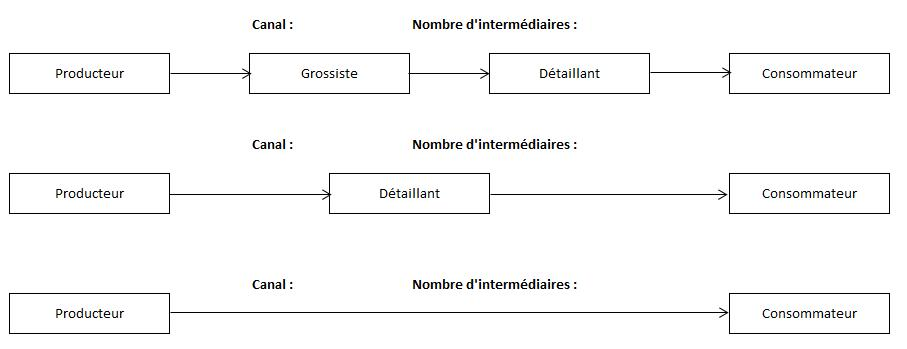 Canal : Nombre d'intermédiaires :
Producteur Grossiste Détaillant Consommateur
Canal : Nombre d'intermédiaires :
Producteur Détaillant Consommateur
Canal : Nombre d'intermédiaires :
Producteur Consommateur